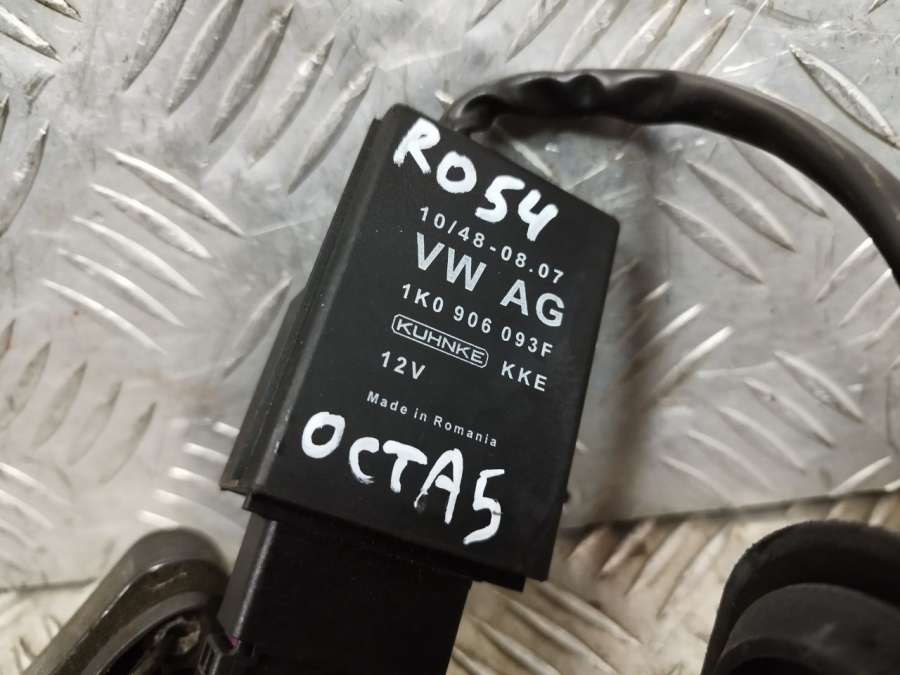 RO54
10/48-08.07
VW AG
1K0 906 093F
KUHNKE KKE
12V
Made in Romania
OCTA5